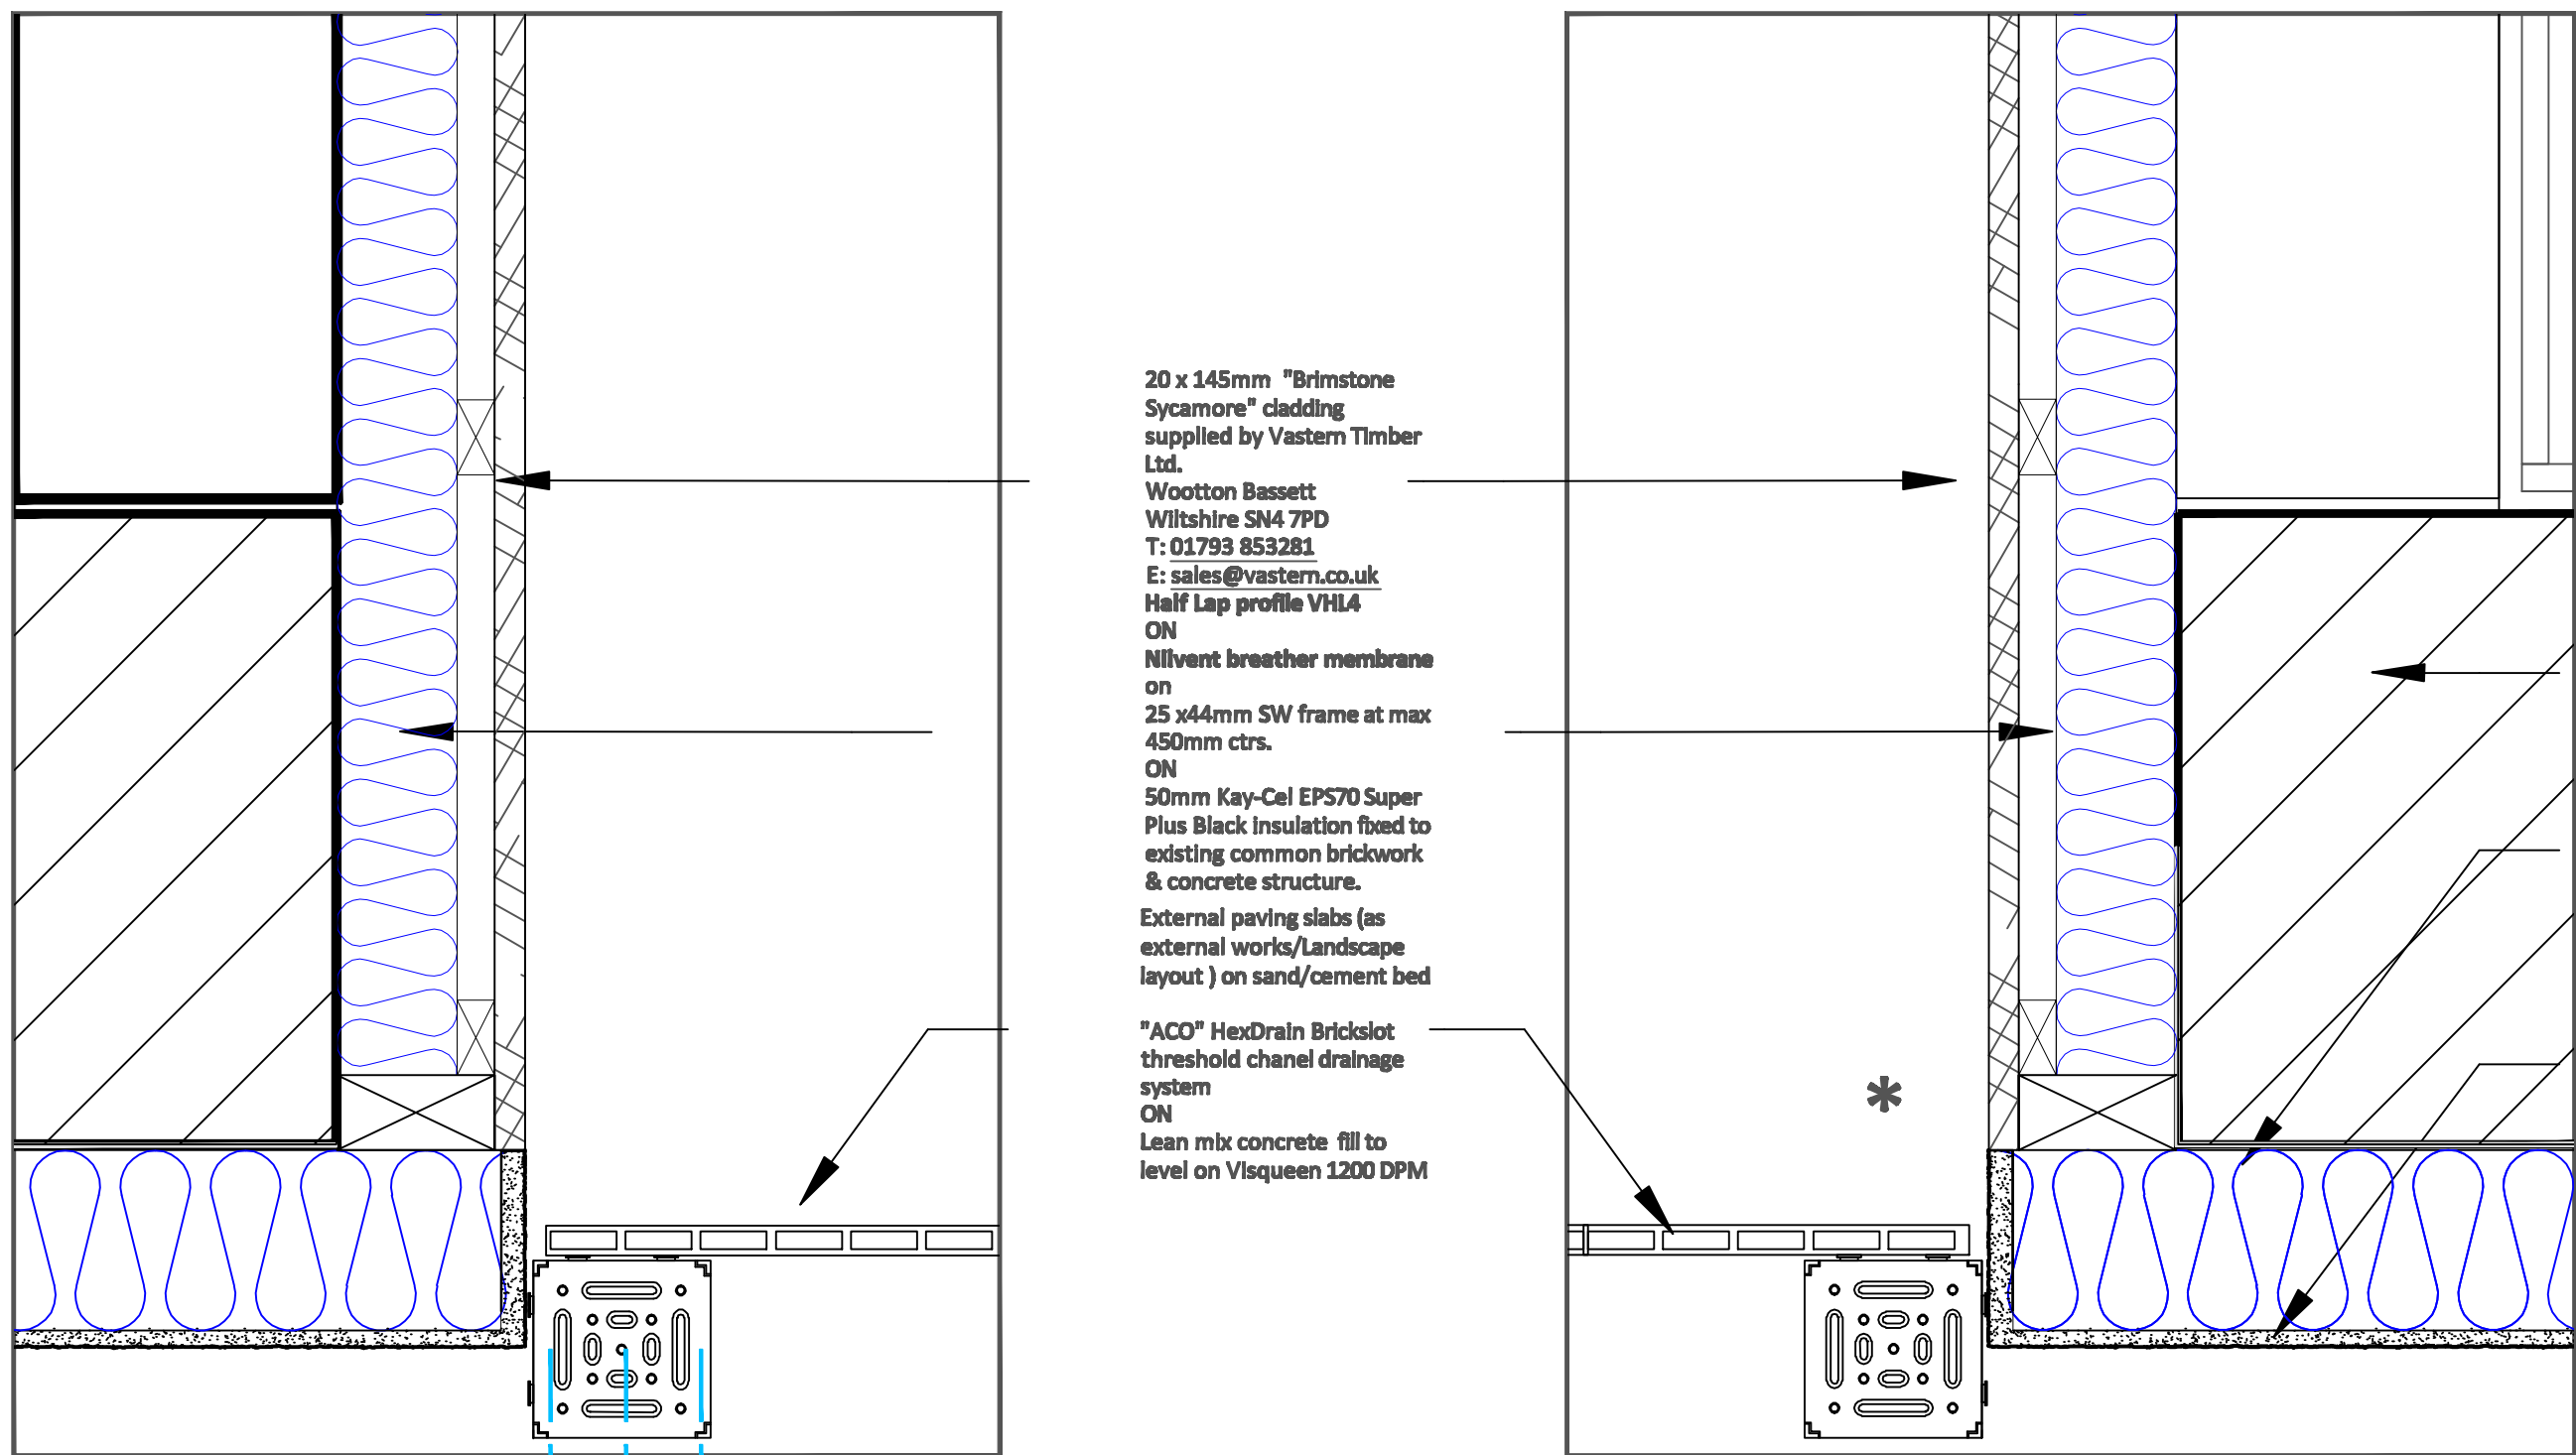 20 x 145mm "Brimstone
Sycamore" cladding
supplied by Vastern Timber
Ltd.
Wootton Bassett
Wiltshire SN4 7PD
T: 01793 853281
E: sales@vastern.co.uk
Half Lap profile VHL4
ON
Nilvent breather membrane
on
25 x44mm SW frame at max
450mm ctrs.
ON
50mm Kay-Cel EPS70 Super
Plus Black insulation fixed to
existing common brickwork
& concrete structure.
External paving slabs (as
external works/Landscape
layout ) on sand/cement bed
"ACO" HexDrain Brickslot
threshold chanel drainage
system
ON
Lean mix concrete fill to
level on Visqueen 1200 DPM
*